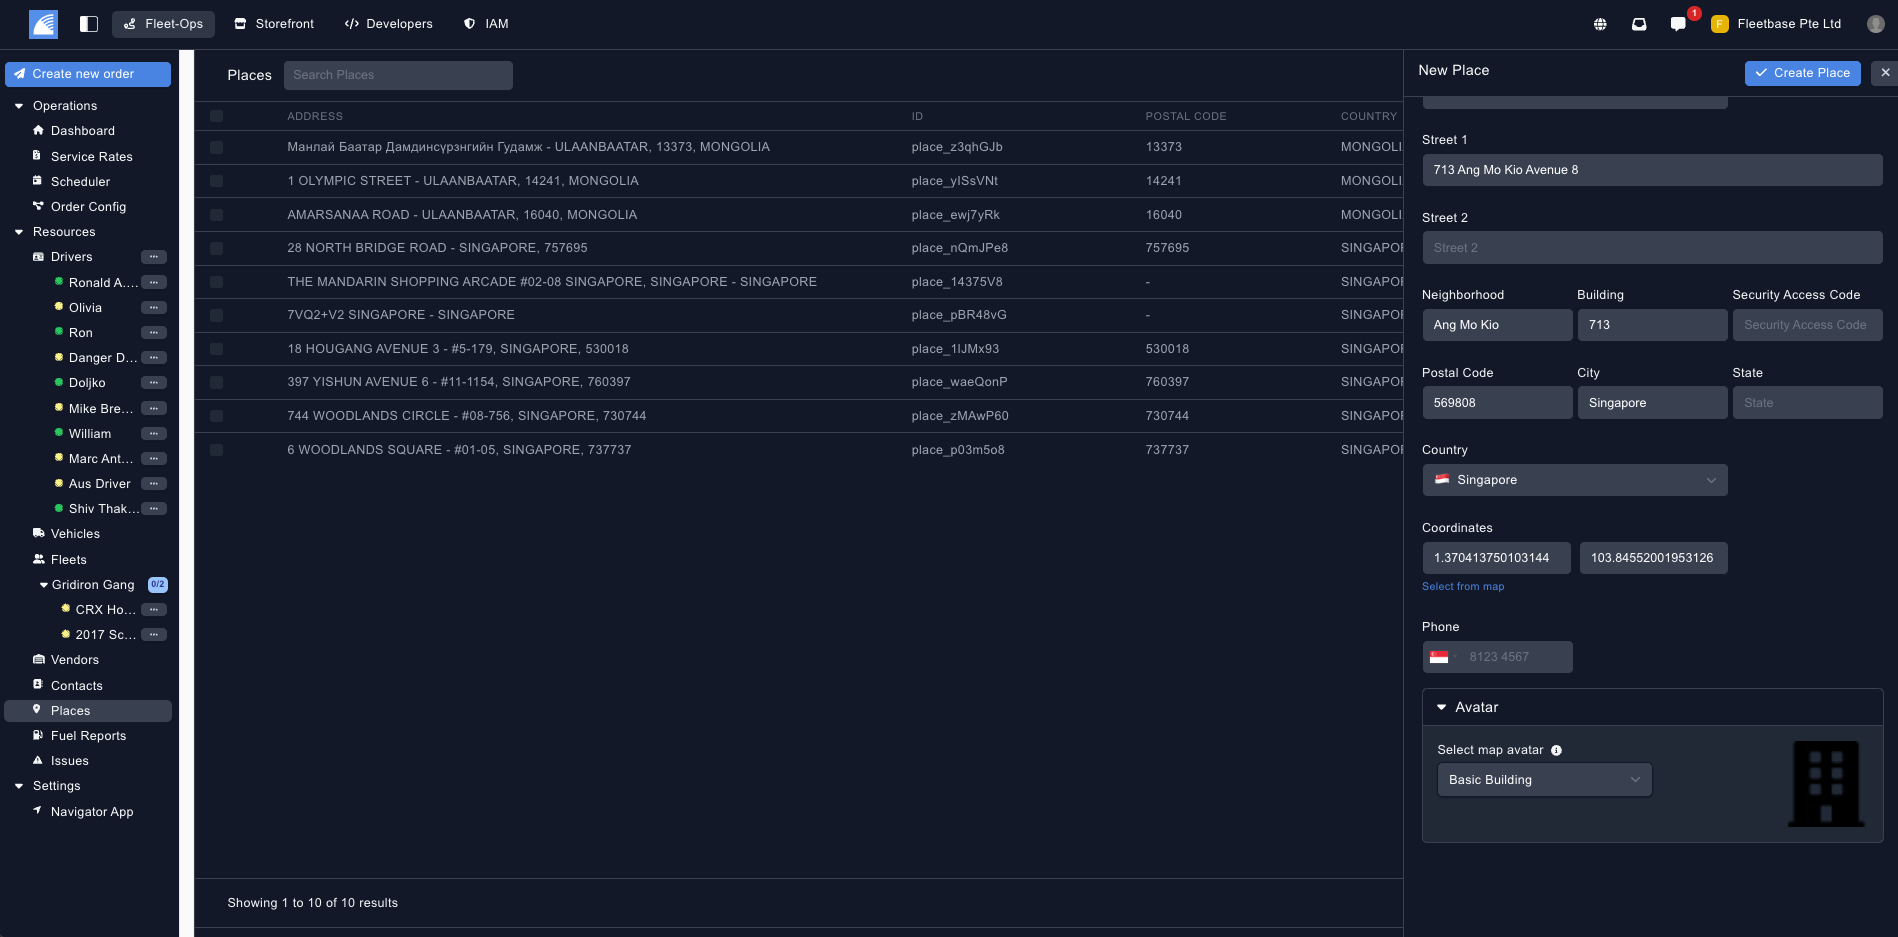 Fleet-Ops
Storefront
Developers
IAM
1
F
Fleetbase Pte Ltd
Create new order
Operations
Dashboard
Service Rates
Scheduler
Order Config
Resources
Drivers
Ronald A....
Olivia
Ron
Danger D...
Doljko
Mike Bre...
William
Marc Ant...
Aus Driver
Shiv Thak...
Vehicles
Fleets
Gridiron Gang 0/2
CRX Ho...
2017 Sc...
Vendors
Contacts
Places
Fuel Reports
Issues
Settings
Navigator App
Places
Search Places
ADDRESS ID POSTAL CODE COUNTRY
Манлай Баатар Дамдинсүрэнгийн Гудамж - ULAANBAATAR, 13373, MONGOLIA place_z3qhGJb 13373 MONGOLI
1 OLYMPIC STREET - ULAANBAATAR, 14241, MONGOLIA place_yISsVNt 14241 MONGOLI
AMARSANAA ROAD - ULAANBAATAR, 16040, MONGOLIA place_ewj7yRk 16040 MONGOLI
28 NORTH BRIDGE ROAD - SINGAPORE, 757695 place_nQmJPe8 757695 SINGAPOR
THE MANDARIN SHOPPING ARCADE #02-08 SINGAPORE, SINGAPORE - SINGAPORE place_14375V8 - SINGAPOR
7VQ2+V2 SINGAPORE - SINGAPORE place_pBR48vG - SINGAPOR
18 HOUGANG AVENUE 3 - #5-179, SINGAPORE, 530018 place_1lJMx93 530018 SINGAPOR
397 YISHUN AVENUE 6 - #11-1154, SINGAPORE, 760397 place_waeQonP 760397 SINGAPOR
744 WOODLANDS CIRCLE - #08-756, SINGAPORE, 730744 place_zMAwP60 730744 SINGAPOR
6 WOODLANDS SQUARE - #01-05, SINGAPORE, 737737 place_p03m5o8 737737 SINGAPOR
Showing 1 to 10 of 10 results
New Place
Create Place
Street 1
713 Ang Mo Kio Avenue 8
Street 2
Street 2
Neighborhood Building Security Access Code
Ang Mo Kio 713 Security Access Code
Postal Code City State
569808 Singapore State
Country
Singapore
Coordinates
1.370413750103144 103.84552001953126
Select from map
Phone
8123 4567
Avatar
Select map avatar
Basic Building